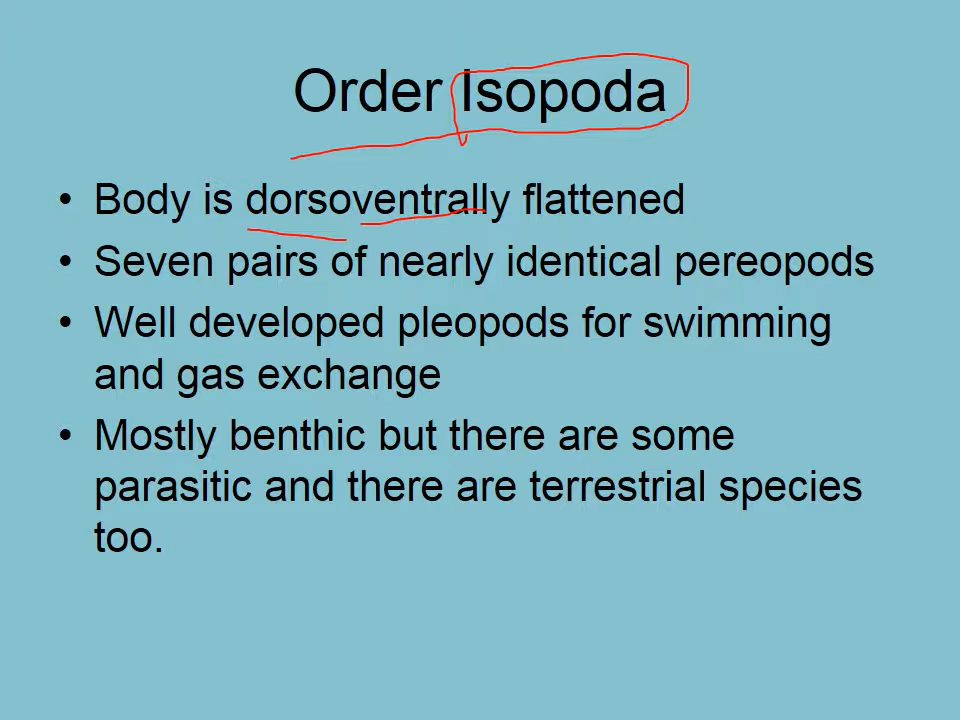 Order Isopoda
• Body is dorsoventrally flattened
• Seven pairs of nearly identical pereopods
• Well developed pleopods for swimming
and gas exchange
• Mostly benthic but there are some
parasitic and there are terrestrial species
too.